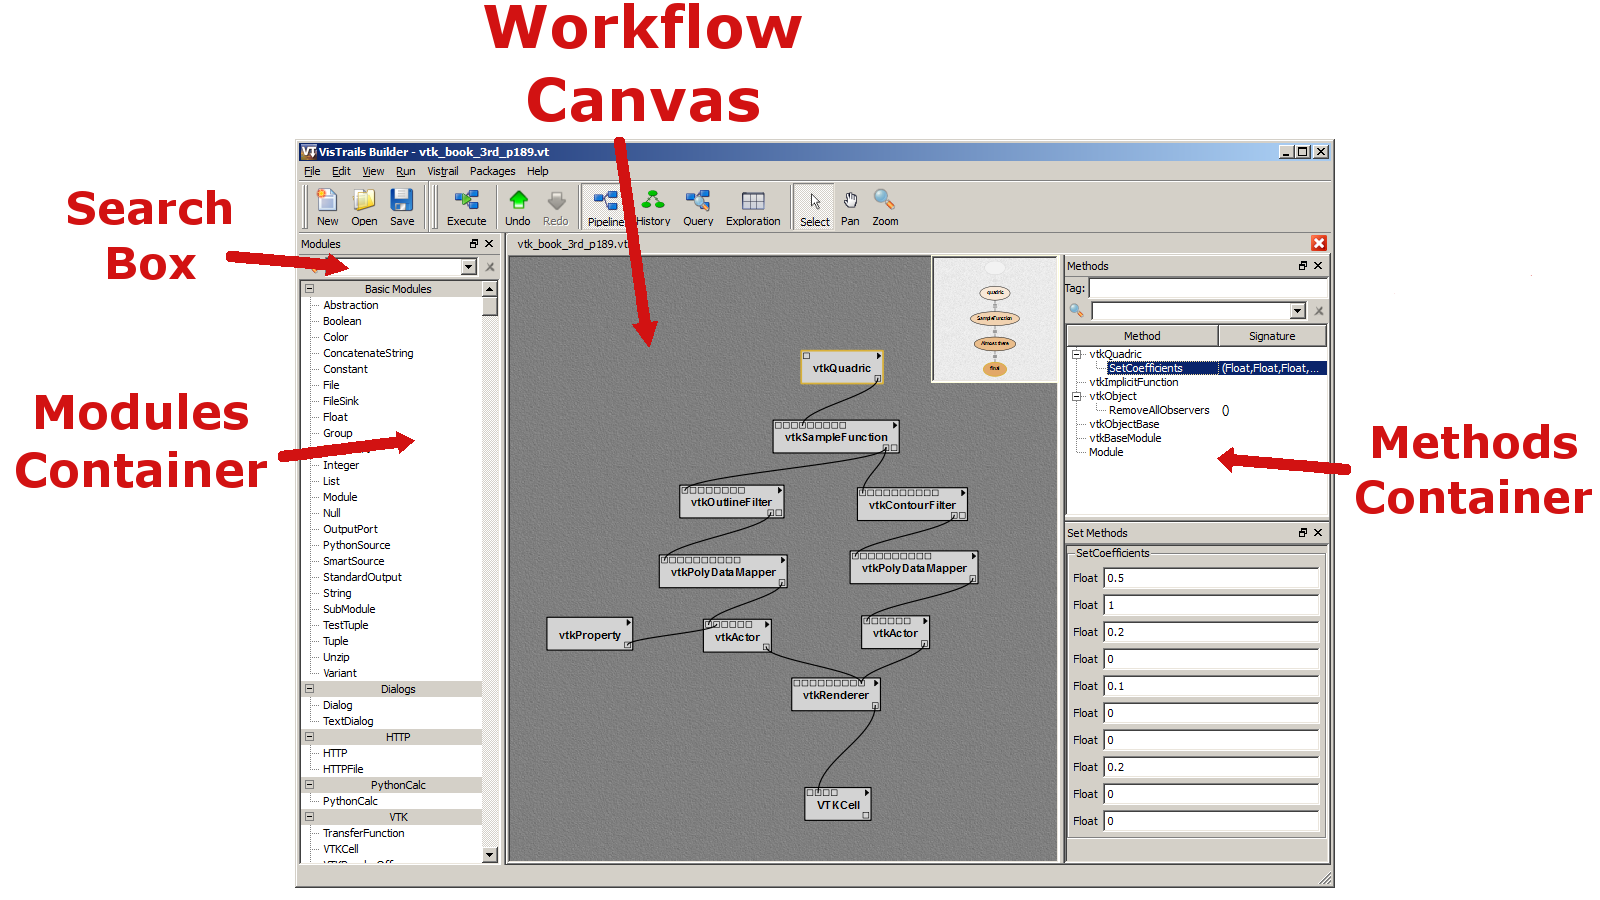 Workflow
Canvas
Search
Box
Modules
Container
Methods
Container
VisTrails Builder - vtk_book_3rd_p189.vt
File Edit View Run Vistrail Packages Help
New Open Save Execute Undo Redo Pipeline History Query Exploration Select Pan Zoom
Modules
Basic Modules
Abstraction
Boolean
Color
ConcatenateString
Constant
File
FileSink
Float
Group
Integer
List
Module
Null
OutputPort
PythonSource
SmartSource
StandardOutput
String
SubModule
TestTuple
Tuple
Unzip
Variant
Dialogs
Dialog
TextDialog
HTTP
HTTP
HTTPFile
PythonCalc
PythonCalc
VTK
TransferFunction
VTKCell
vtk_book_3rd_p189.vt
quadric
SampleFunction
Almost there
final
vtkQuadric
vtkSampleFunction
vtkOutlineFilter
vtkContourFilter
vtkPolyDataMapper
vtkPolyDataMapper
vtkProperty
vtkActor
vtkActor
vtkRenderer
VTKCell
Methods
Tag:
Method Signature
vtkQuadric
SetCoefficients (Float,Float,Float,...
vtkImplicitFunction
vtkObject
RemoveAllObservers ()
vtkObjectBase
vtkBaseModule
Module
Set Methods
SetCoefficients
Float 0.5
Float 1
Float 0.2
Float 0
Float 0.1
Float 0
Float 0
Float 0.2
Float 0
Float 0